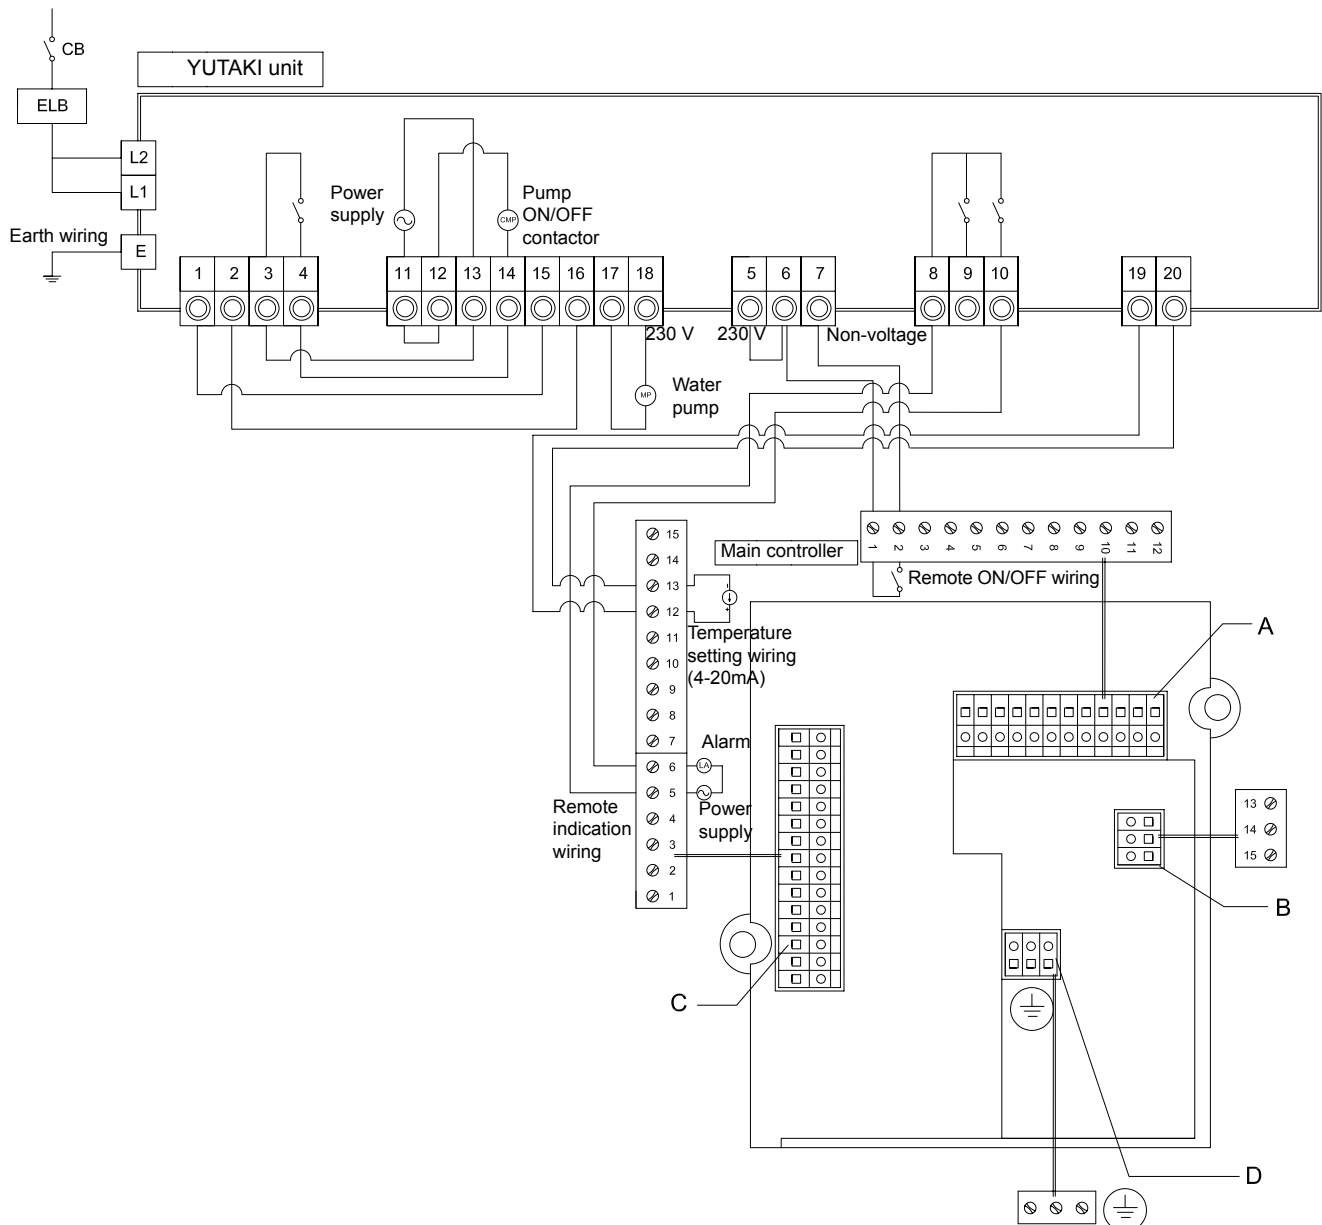 CB
YUTAKI unit
ELB
L2
L1
Earth wiring
E
Power
supply
CMP
Pump
ON/OFF
contactor
1 2 3 4
11 12 13 14 15 16 17 18
5 6 7
8 9 10
19 20
230 V
230 V
Non-voltage
MP
Water
pump
Main controller
1 2 3 4 5 6 7 8 9 10 11 12
Remote ON/OFF wiring
15
14
13
12
11
10
9
8
7
6
5
4
3
2
1
-
+
Temperature
setting wiring
(4-20mA)
Alarm
LA
Power
supply
Remote
indication
wiring
A
13
14
15
B
C
D